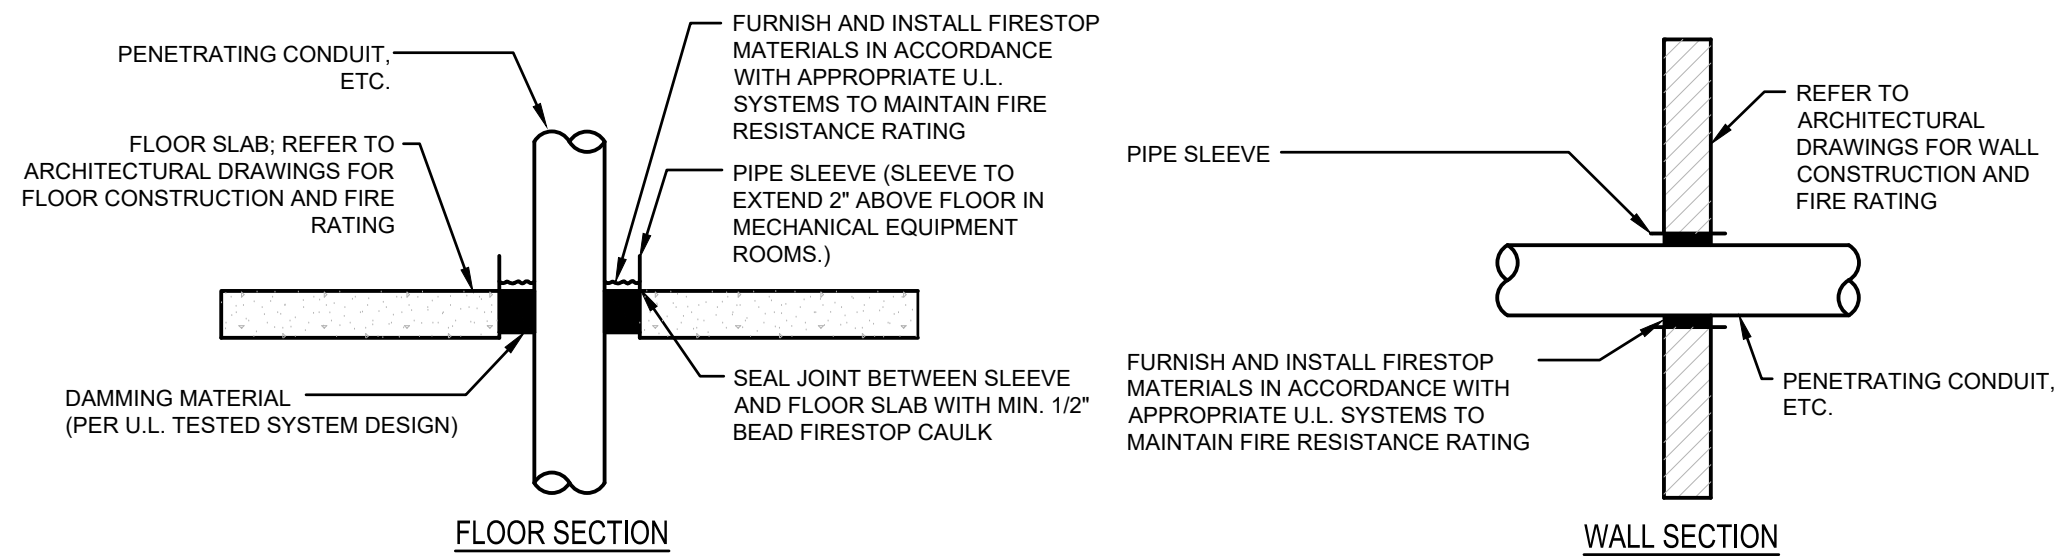 PENETRATING CONDUIT,
ETC.
FLOOR SLAB; REFER TO
ARCHITECTURAL DRAWINGS FOR
FLOOR CONSTRUCTION AND FIRE
RATING
DAMMING MATERIAL
(PER U.L. TESTED SYSTEM DESIGN)
FURNISH AND INSTALL FIRESTOP
MATERIALS IN ACCORDANCE
WITH APPROPRIATE U.L.
SYSTEMS TO MAINTAIN FIRE
RESISTANCE RATING
PIPE SLEEVE (SLEEVE TO
EXTEND 2" ABOVE FLOOR IN
MECHANICAL EQUIPMENT
ROOMS.)
SEAL JOINT BETWEEN SLEEVE
AND FLOOR SLAB WITH MIN. 1/2"
BEAD FIRESTOP CAULK
FLOOR SECTION
PIPE SLEEVE
FURNISH AND INSTALL FIRESTOP
MATERIALS IN ACCORDANCE WITH
APPROPRIATE U.L. SYSTEMS TO
MAINTAIN FIRE RESISTANCE RATING
REFER TO
ARCHITECTURAL
DRAWINGS FOR WALL
CONSTRUCTION AND
FIRE RATING
PENETRATING CONDUIT,
ETC.
WALL SECTION